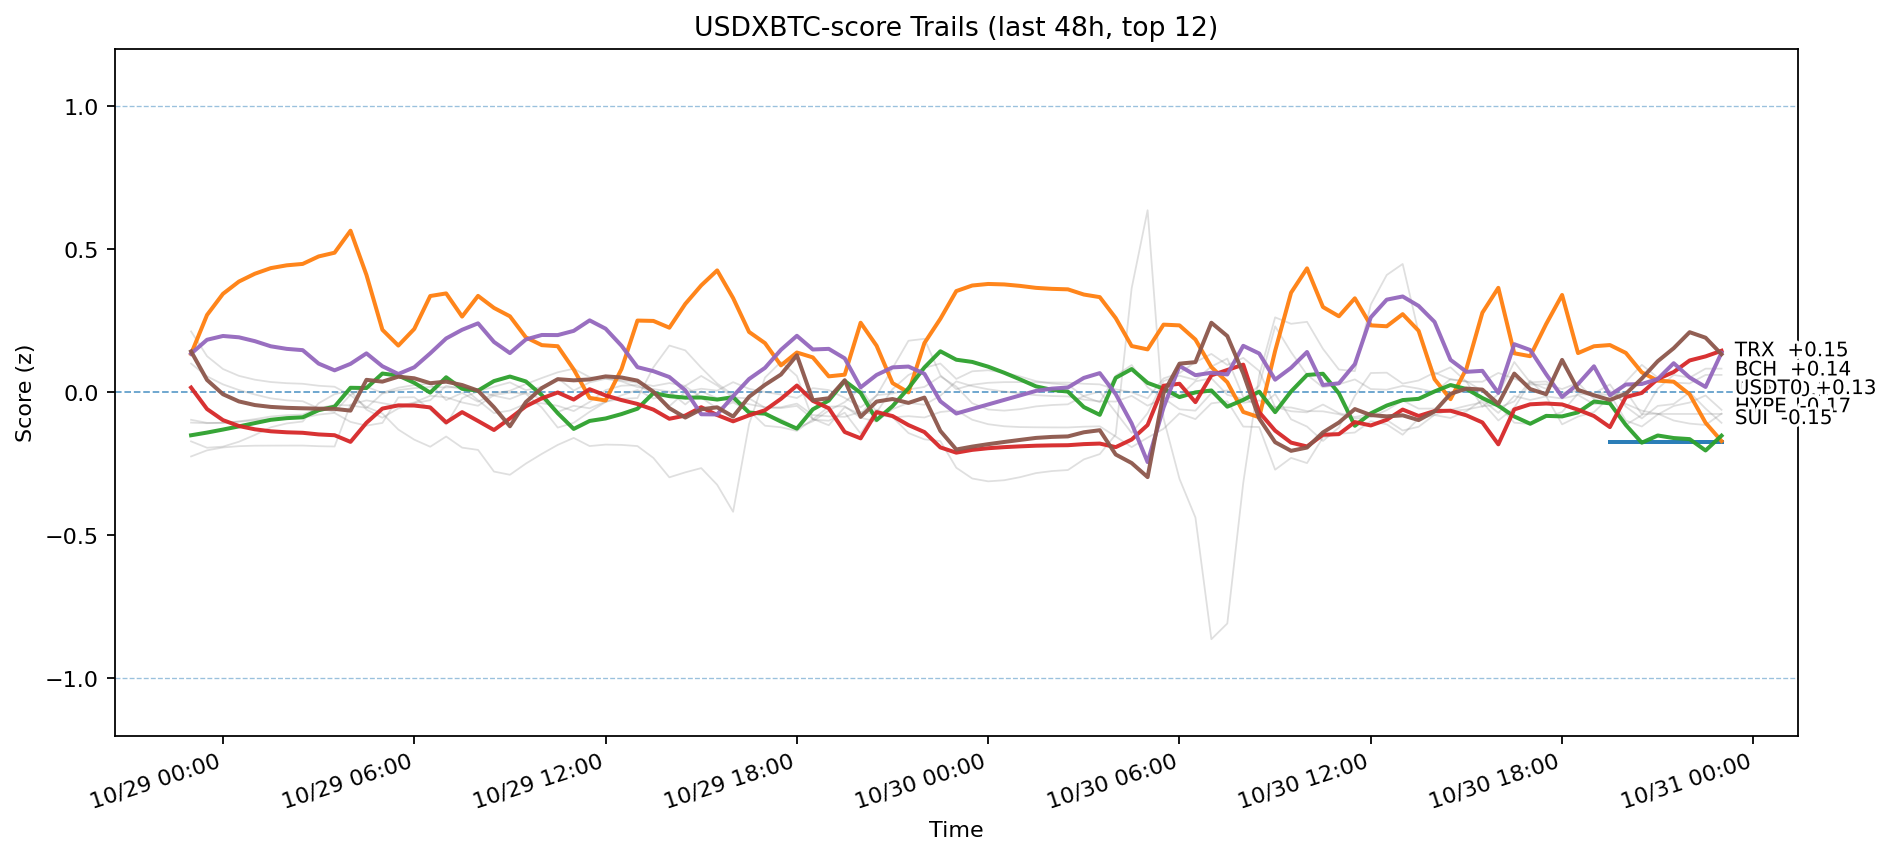 USDXBTC-score Trails (last 48h, top 12)
Score (z)
1.0
0.5
0.0
−0.5
−1.0
TRX +0.15
BCH +0.14
USDT0) +0.13
HYPE
SUI -0.15
10/29 00:00
10/29 06:00
10/29 12:00
10/29 18:00
10/30 00:00
10/30 06:00
10/30 12:00
10/30 18:00
10/31 00:00
Time